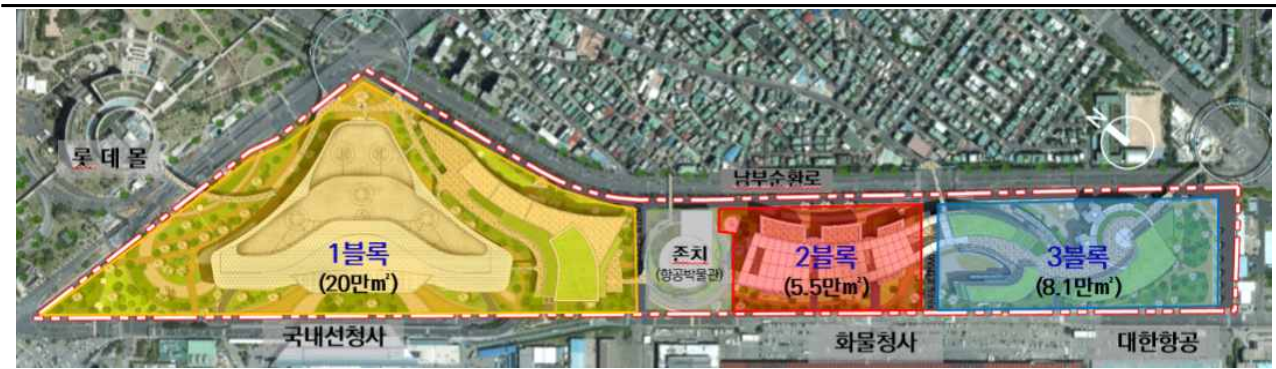 롯데몰
남부순환로
N
1블록
(20만㎡)
존치
(항공박물관)
2블록
(5.5만㎡)
3블록
(8.1만㎡)
국내선청사
화물청사
대한항공